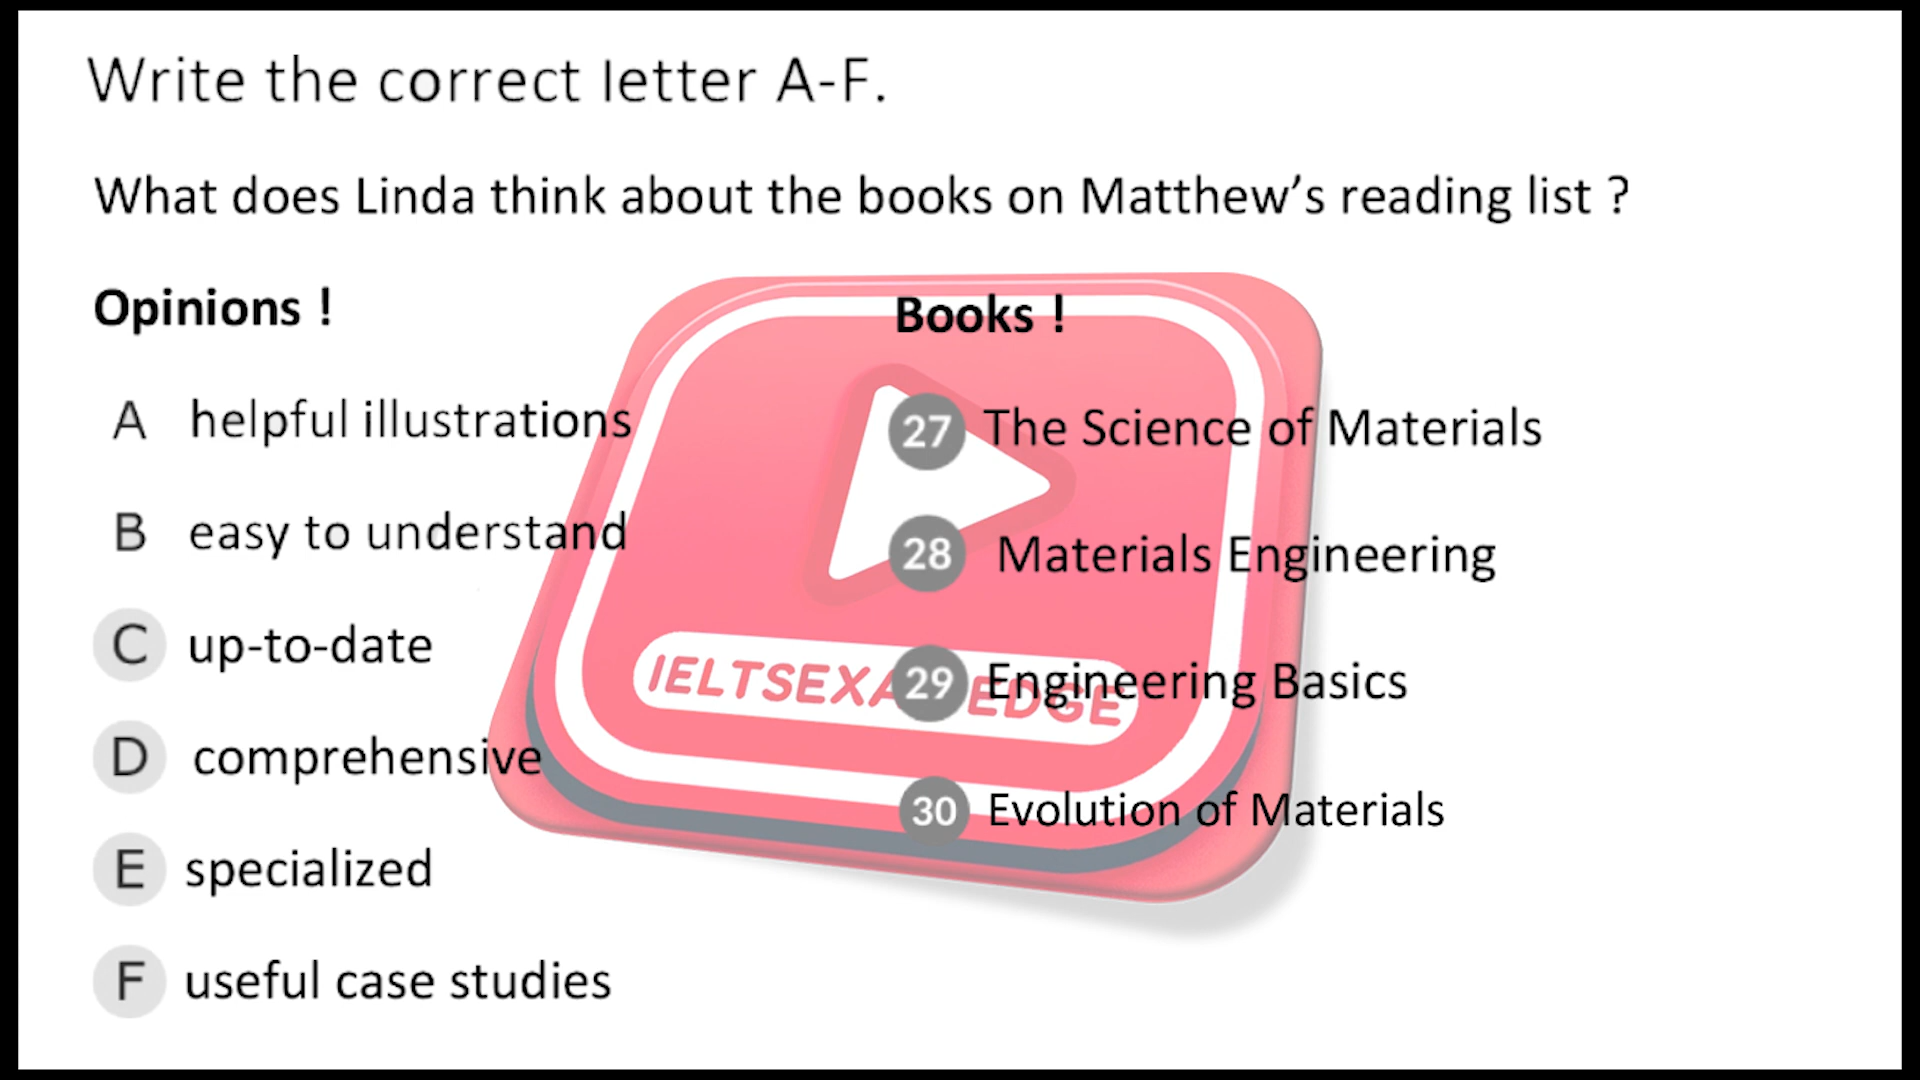 Write the correct letter A-F.
What does Linda think about the books on Matthew's reading list ?
Opinions !
A helpful illustrations
B easy to understand
C up-to-date
D comprehensive
E specialized
F useful case studies
Books !
27 The Science of Materials
28 Materials Engineering
29 Engineering Basics
30 Evolution of Materials